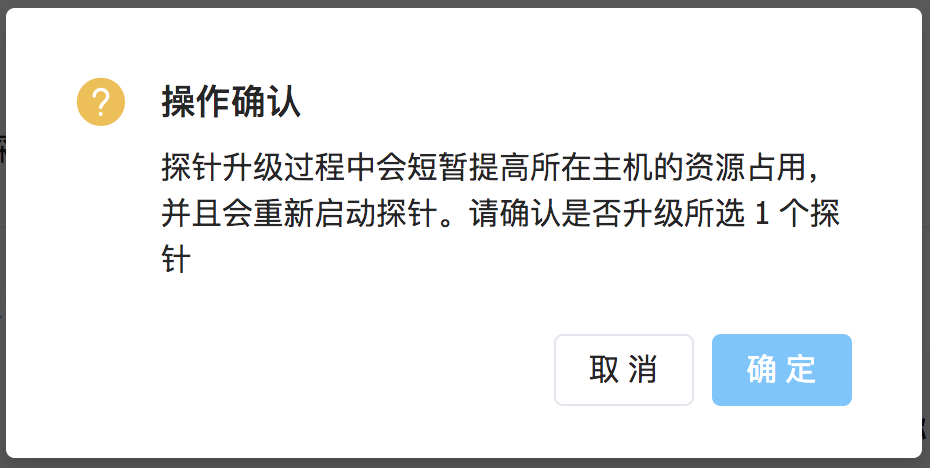 操作确认
探针升级过程中会短暂提高所在主机的资源占用，
并且会重新启动探针。请确认是否升级所选 1 个探
针
取 消
确 定